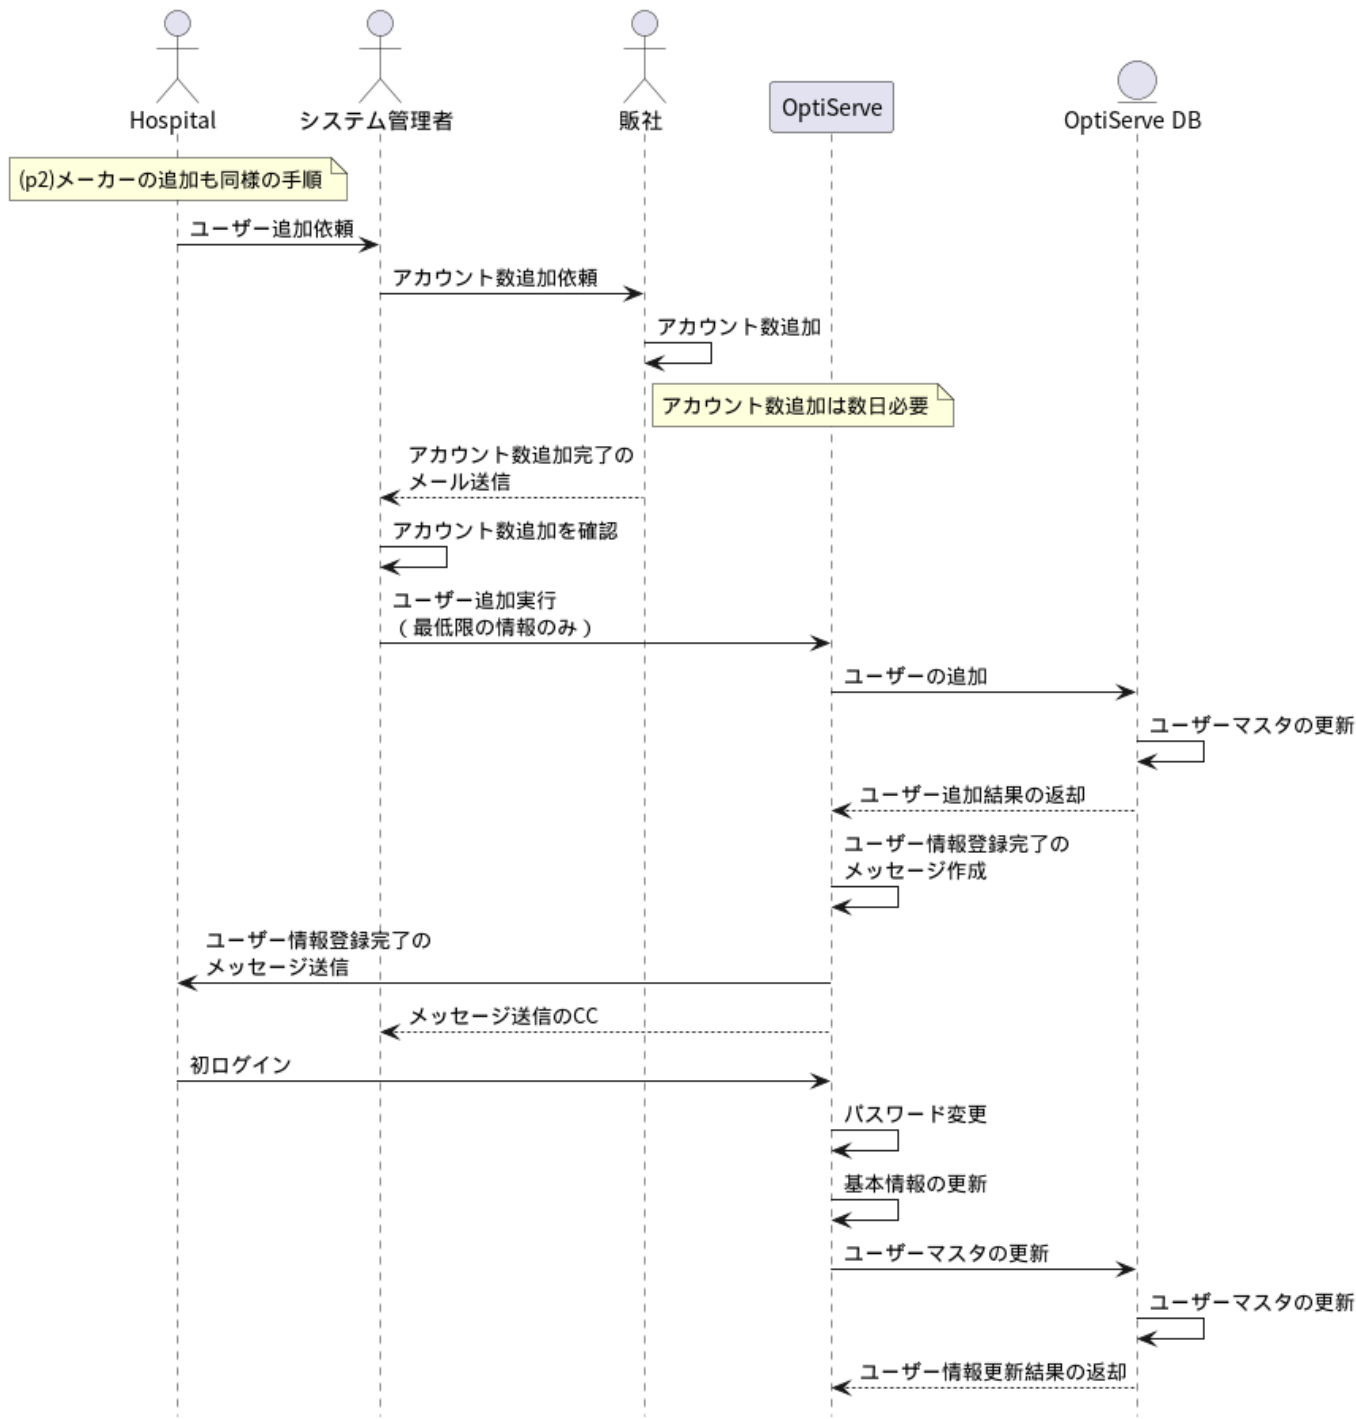 Hospital
システム管理者
販社
OptiServe
OptiServe DB
(p2)メーカーの追加も同様の手順
ユーザー追加依頼
アカウント数追加依頼
アカウント数追加
アカウント数追加は数日必要
アカウント数追加完了の
メール送信
アカウント数追加を確認
ユーザー追加実行
（最低限の情報のみ）
ユーザーの追加
ユーザーマスタの更新
ユーザー追加結果の返却
ユーザー情報登録完了の
メッセージ作成
ユーザー情報登録完了の
メッセージ送信
メッセージ送信のCC
初ログイン
パスワード変更
基本情報の更新
ユーザーマスタの更新
ユーザーマスタの更新
ユーザー情報更新結果の返却